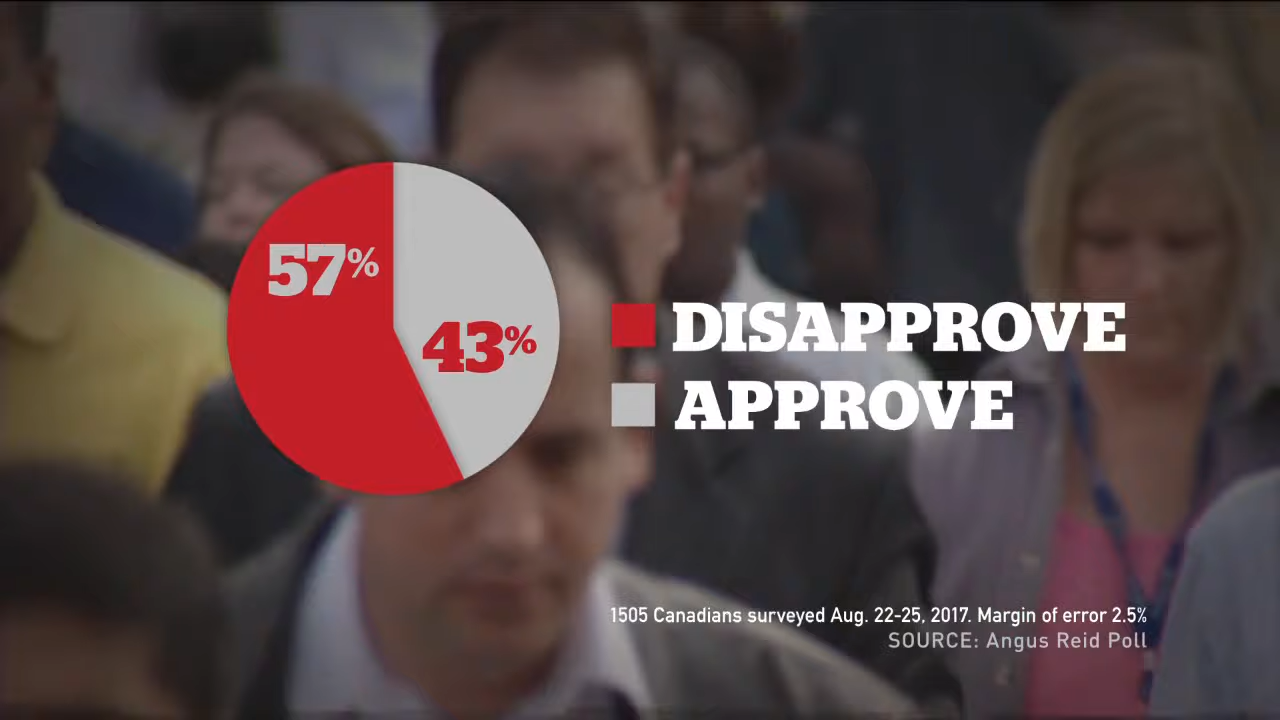 57%
43%
DISAPPROVE
APPROVE
1505 Canadians surveyed Aug. 22-25, 2017. Margin of error 2.5%
SOURCE: Angus Reid Poll